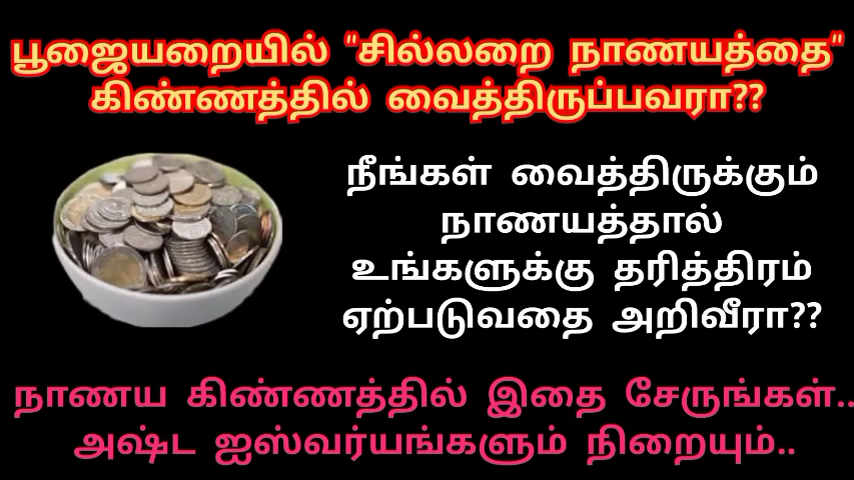 பூஜையறையில் "சில்லறை நாணயத்தை"
கிண்ணத்தில் வைத்திருப்பவரா??
நீங்கள் வைத்திருக்கும்
நாணயத்தால்
உங்களுக்கு தரித்திரம்
ஏற்படுவதை அறிவீரா??
நாணய கிண்ணத்தில் இதை சேருங்கள்..
அஷ்ட ஐஸ்வர்யங்களும் நிறையும்..